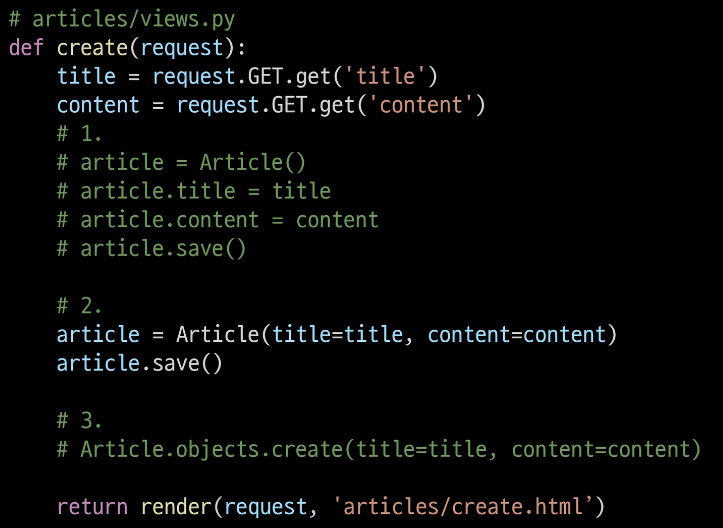 # articles/views.py
def create(request):
    title = request.GET.get('title')
    content = request.GET.get('content')
    # 1.
    # article = Article()
    # article.title = title
    # article.content = content
    # article.save()

    # 2.
    article = Article(title=title, content=content)
    article.save()

    # 3.
    # Article.objects.create(title=title, content=content)

    return render(request, 'articles/create.html’)